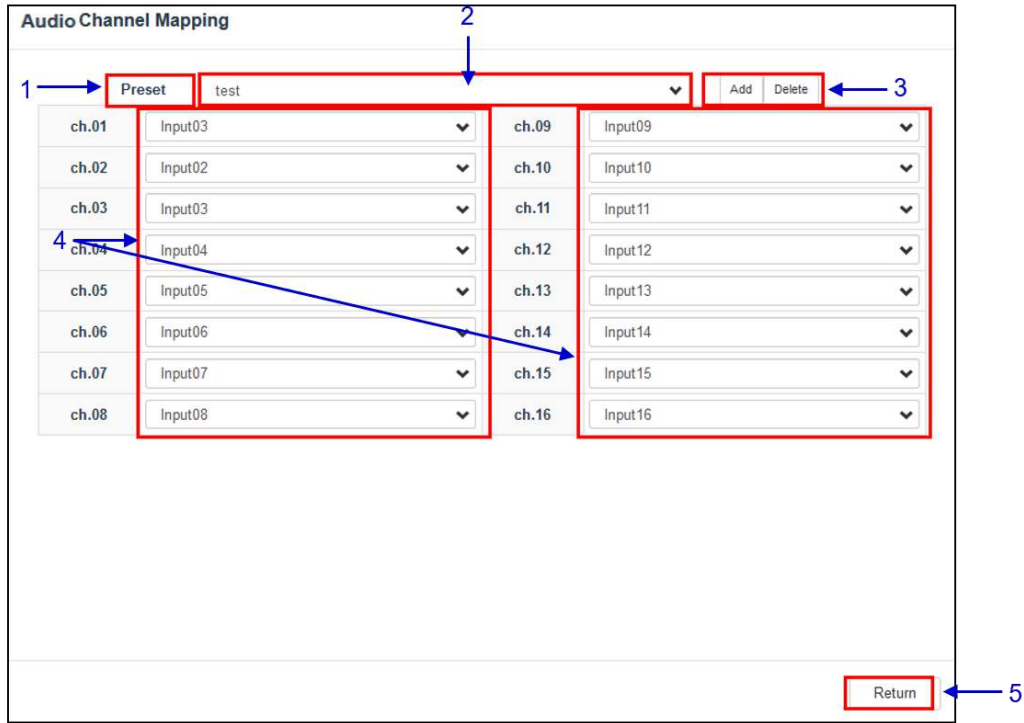 Audio Channel Mapping
2
1 Preset test Add Delete 3
ch.01 Input03 ch.09 Input09
ch.02 Input02 ch.10 Input10
ch.03 Input03 ch.11 Input11
4 ch.04 Input04 ch.12 Input12
ch.05 Input05 ch.13 Input13
ch.06 Input06 ch.14 Input14
ch.07 Input07 ch.15 Input15
ch.08 Input08 ch.16 Input16
Return 5